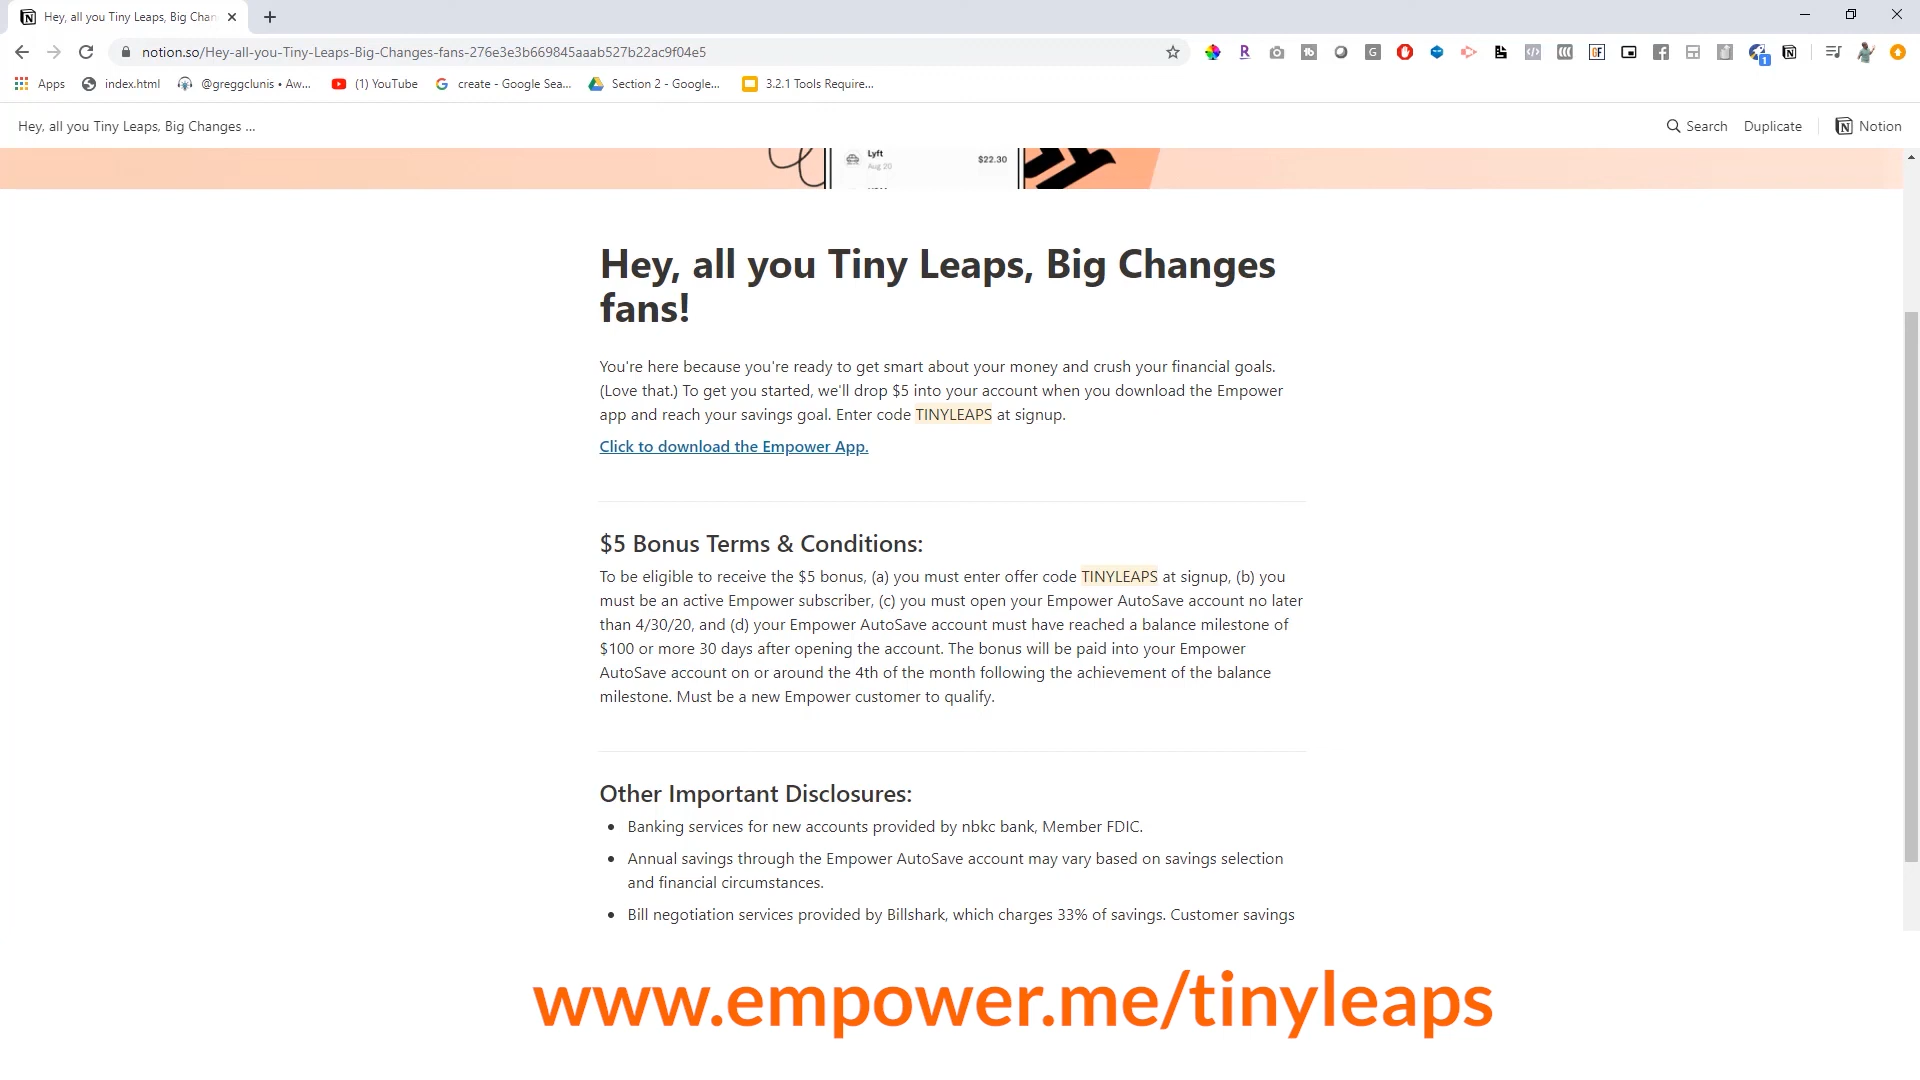 Hey, all you Tiny Leaps, Big Chan
notion.so/Hey-all-you-Tiny-Leaps-Big-Changes-fans-276e3e3b669845aaab527b22ac9f04e5
Apps index.html @greggclunis • Aw... (1) YouTube create - Google Sea... Section 2 - Google... 3.2.1 Tools Require...
Hey, all you Tiny Leaps, Big Changes ... Search Duplicate Notion
Lyft $22.30
Aug 20
Hey, all you Tiny Leaps, Big Changes
fans!
You're here because you're ready to get smart about your money and crush your financial goals.
(Love that.) To get you started, we'll drop $5 into your account when you download the Empower
app and reach your savings goal. Enter code TINYLEAPS at signup.
Click to download the Empower App.
$5 Bonus Terms & Conditions:
To be eligible to receive the $5 bonus, (a) you must enter offer code TINYLEAPS at signup, (b) you
must be an active Empower subscriber, (c) you must open your Empower AutoSave account no later
than 4/30/20, and (d) your Empower AutoSave account must have reached a balance milestone of
$100 or more 30 days after opening the account. The bonus will be paid into your Empower
AutoSave account on or around the 4th of the month following the achievement of the balance
milestone. Must be a new Empower customer to qualify.
Other Important Disclosures:
• Banking services for new accounts provided by nbkc bank, Member FDIC.
• Annual savings through the Empower AutoSave account may vary based on savings selection
and financial circumstances.
• Bill negotiation services provided by Billshark, which charges 33% of savings. Customer savings
www.empower.me/tinyleaps